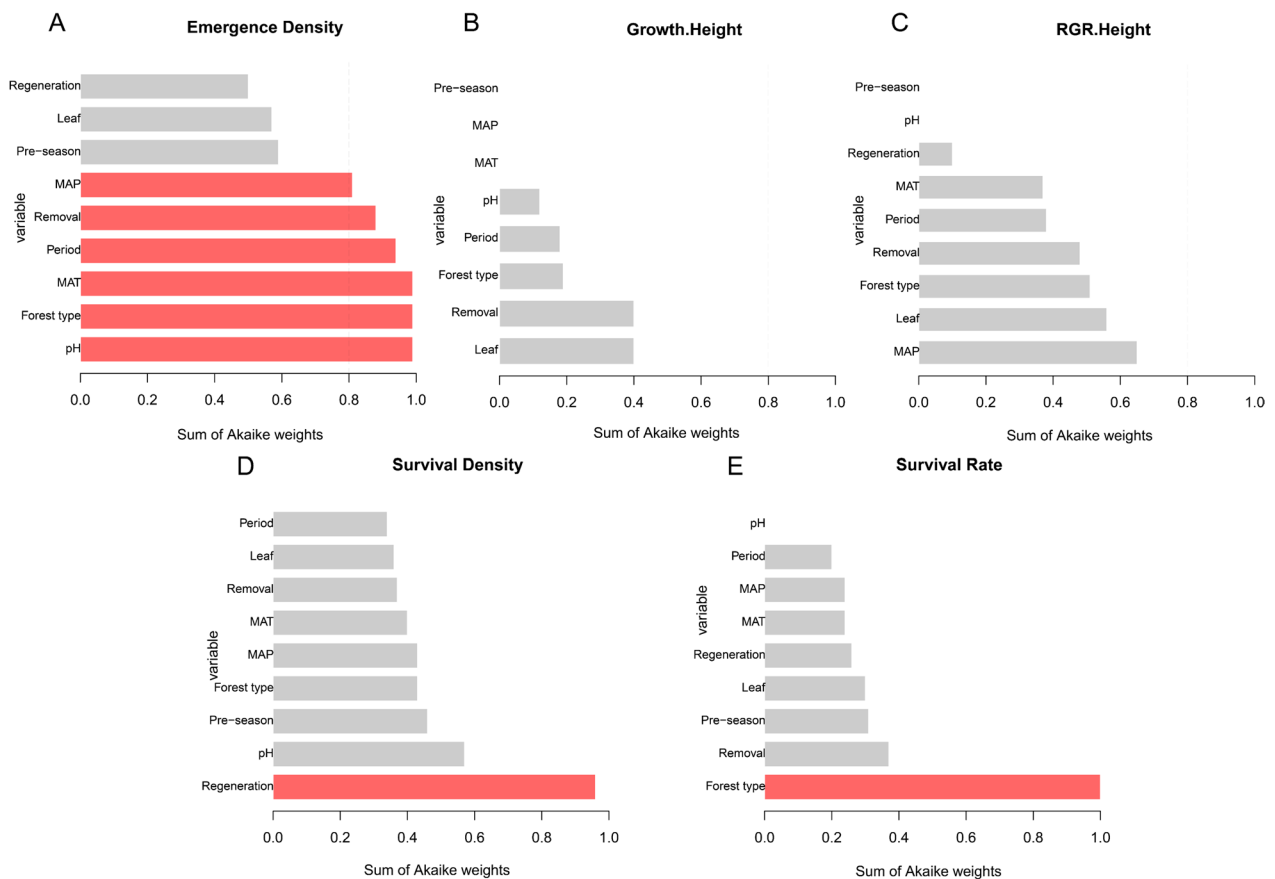 A
Emergence Density
variable
Regeneration
Leaf
Pre−season
MAP
Removal
Period
MAT
Forest type
pH
0.0 0.2 0.4 0.6 0.8 1.0
Sum of Akaike weights
B
Growth.Height
variable
Pre−season
MAP
MAT
pH
Period
Forest type
Removal
Leaf
0.0 0.2 0.4 0.6 0.8 1.0
Sum of Akaike weights
C
RGR.Height
variable
Pre−season
pH
Regeneration
MAT
Period
Removal
Forest type
Leaf
MAP
0.0 0.2 0.4 0.6 0.8 1.0
Sum of Akaike weights
D
Survival Density
variable
Period
Leaf
Removal
MAT
MAP
Forest type
Pre−season
pH
Regeneration
0.0 0.2 0.4 0.6 0.8 1.0
Sum of Akaike weights
E
Survival Rate
variable
pH
Period
MAP
MAT
Regeneration
Leaf
Pre−season
Removal
Forest type
0.0 0.2 0.4 0.6 0.8 1.0
Sum of Akaike weights